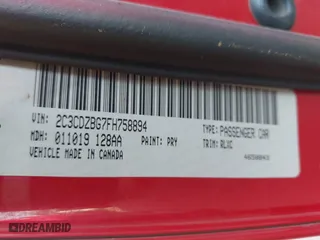 VIN: 2C3CDZBG7FH758894 TYPE: PASSENGER CAR
MDH: 011019 128AA PAINT: PRY TRIM: RLXC
VEHICLE MADE IN CANADA
DREAMBID